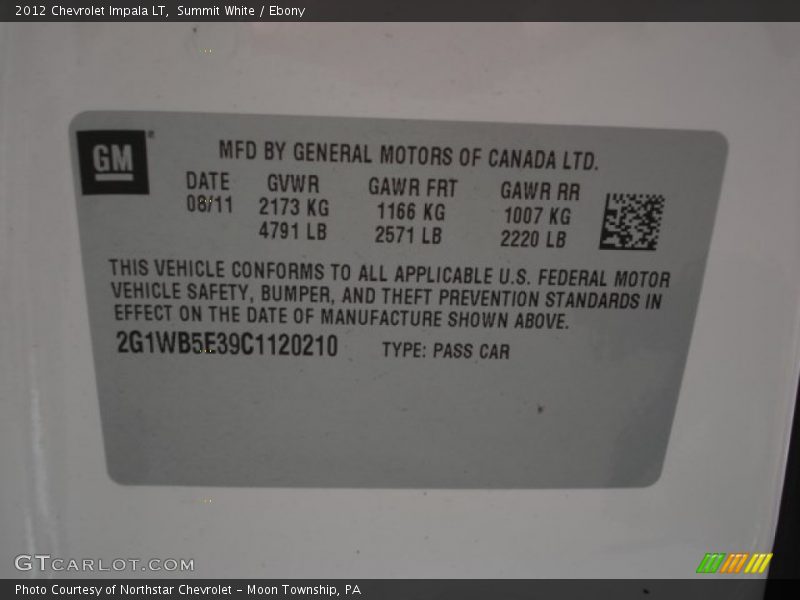 2012 Chevrolet Impala LT, Summit White / Ebony
GM
MFD BY GENERAL MOTORS OF CANADA LTD.
DATE GVWR GAWR FRT GAWR RR
08/11 2173 KG 1166 KG 1007 KG
4791 LB 2571 LB 2220 LB
THIS VEHICLE CONFORMS TO ALL APPLICABLE U.S. FEDERAL MOTOR
VEHICLE SAFETY, BUMPER, AND THEFT PREVENTION STANDARDS IN
EFFECT ON THE DATE OF MANUFACTURE SHOWN ABOVE.
2G1WB5E39C1120210 TYPE: PASS CAR
GTCARLOT.COM
Photo Courtesy of Northstar Chevrolet - Moon Township, PA